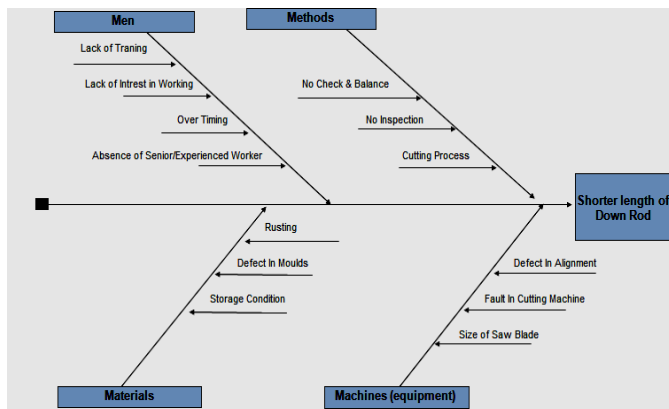 Men
Methods
Lack of Traning
Lack of Intrest in Working
Over Timing
Absence of Senior/Experienced Worker
No Check & Balance
No Inspection
Cutting Process
Shorter length of
Down Rod
Rusting
Defect In Moulds
Storage Condition
Defect In Alignment
Fault In Cutting Machine
Size of Saw Blade
Materials
Machines (equipment)